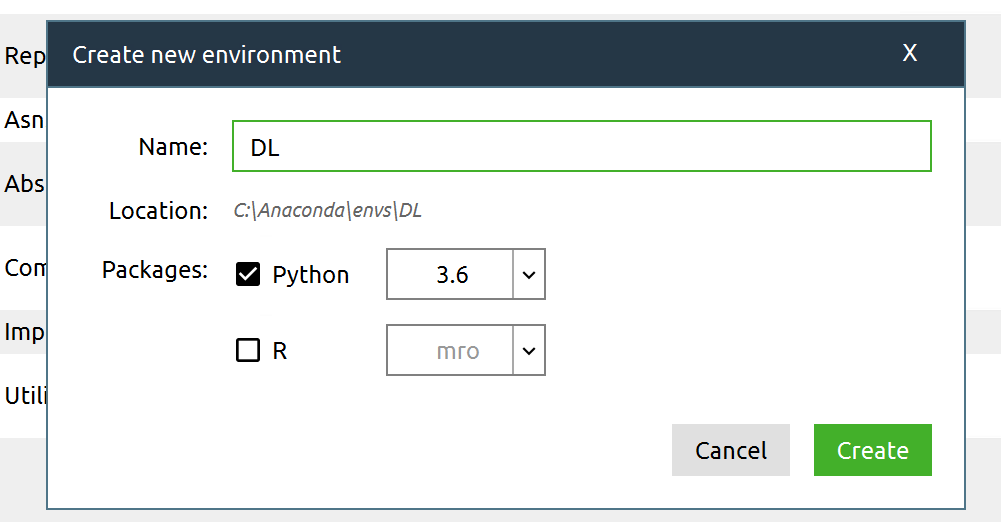 Create new environment X
Rep
Name: DL
Asn
Abs
Location: C:\Anaconda\envs\DL
Com
Packages: Python 3.6
Imp
R mro
Utili
Cancel Create